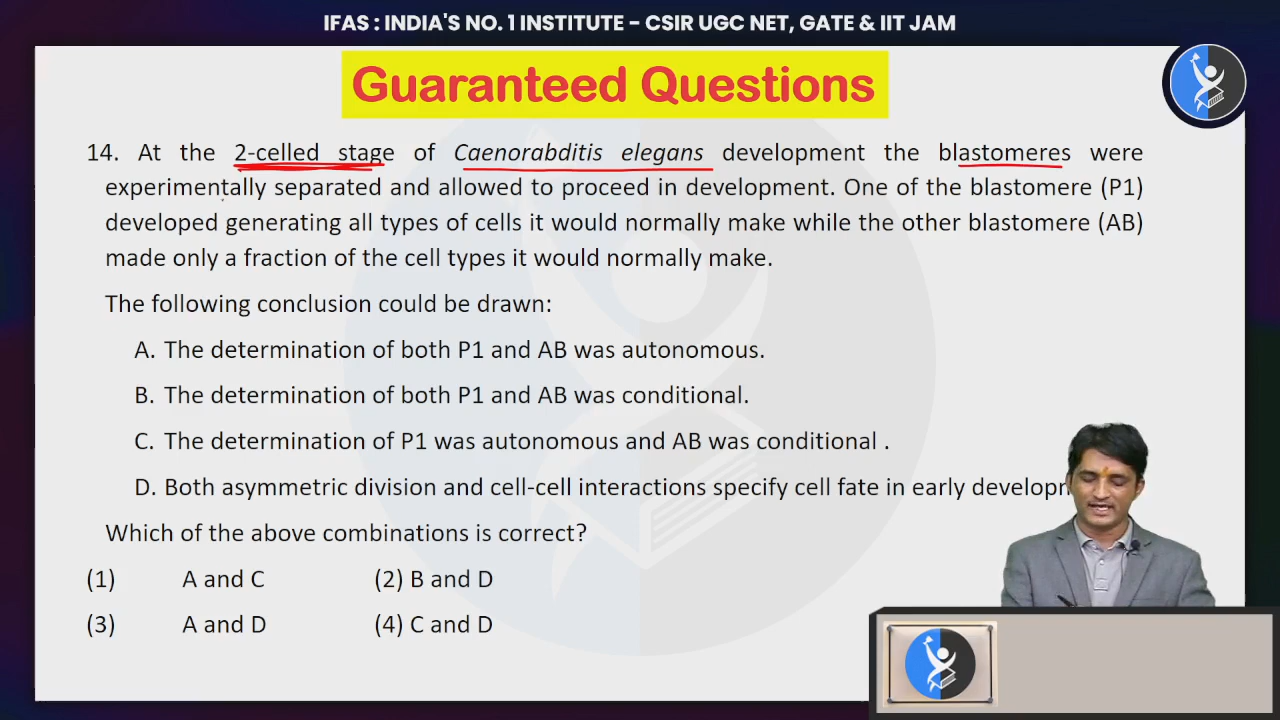 IFAS : INDIA'S NO. 1 INSTITUTE – CSIR UGC NET, GATE & IIT JAM
Guaranteed Questions
14. At the 2-celled stage of Caenorabditis elegans development the blastomeres were
experimentally separated and allowed to proceed in development. One of the blastomere (P1)
developed generating all types of cells it would normally make while the other blastomere (AB)
made only a fraction of the cell types it would normally make.
The following conclusion could be drawn:
A. The determination of both P1 and AB was autonomous.
B. The determination of both P1 and AB was conditional.
C. The determination of P1 was autonomous and AB was conditional .
D. Both asymmetric division and cell-cell interactions specify cell fate in early
Which of the above combinations is correct?
(1) A and C (2) B and D
(3) A and D (4) C and D